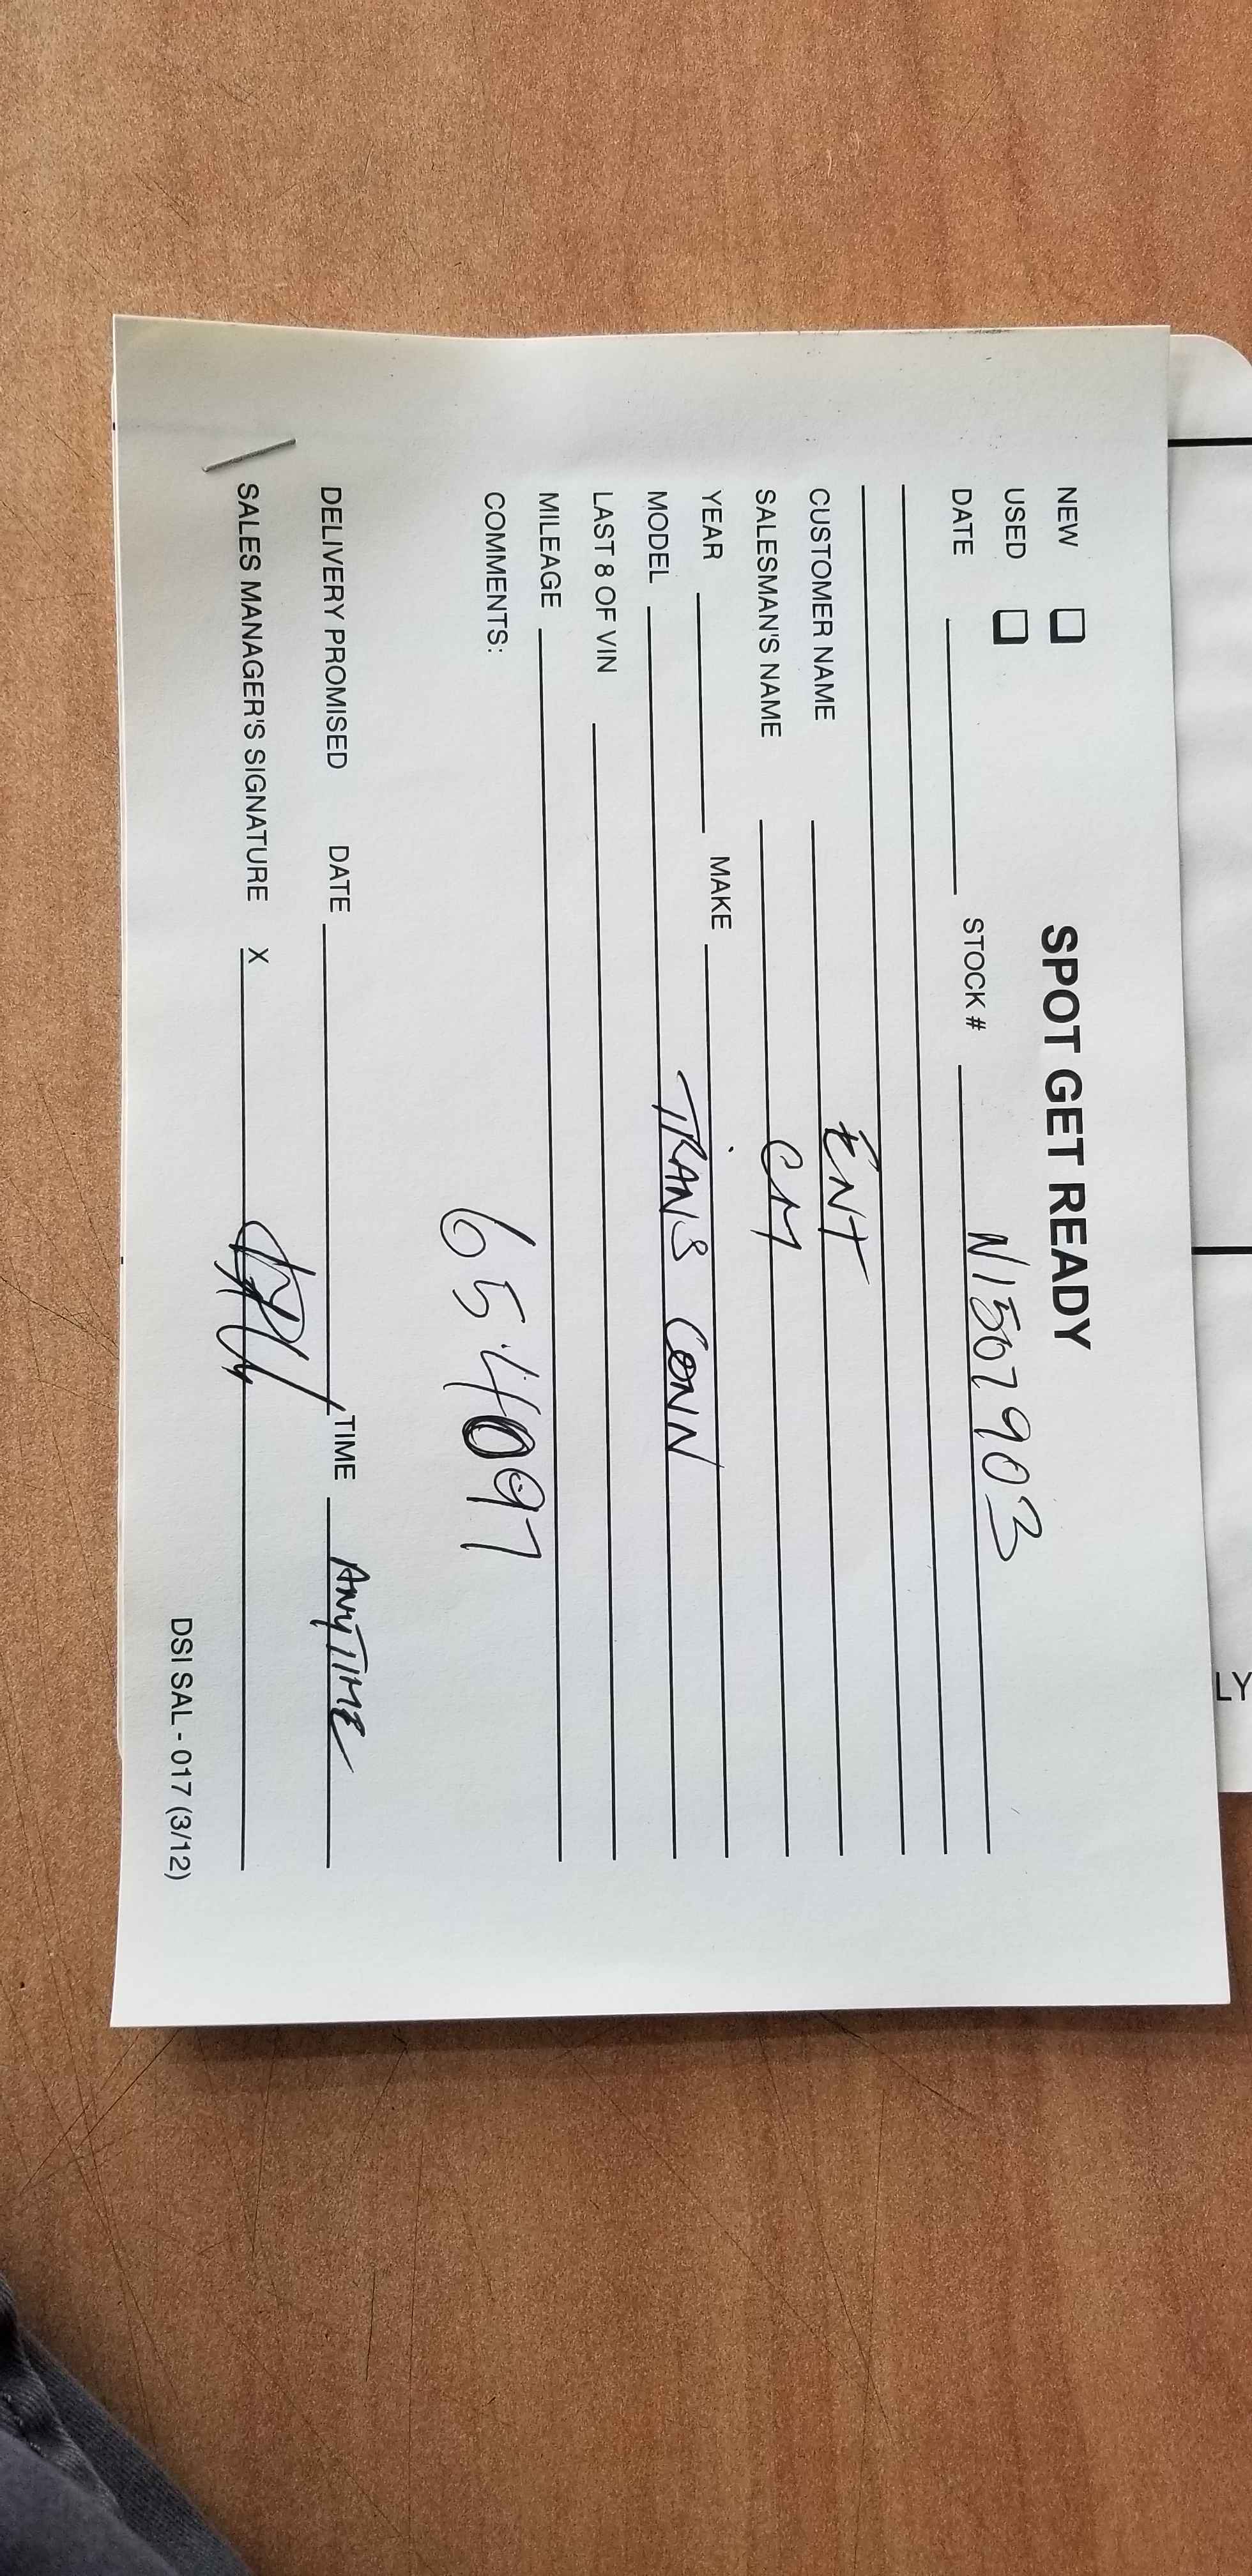 SPOT GET READY
NEW
USED
DATE STOCK # N1507903
CUSTOMER NAME ENT
SALESMAN'S NAME CM
YEAR MAKE
MODEL TRANS CONN
LAST 8 OF VIN
MILEAGE
COMMENTS:
654097
DELIVERY PROMISED DATE TIME ANYTIME
SALES MANAGER'S SIGNATURE X
DSI SAL - 017 (3/12)
LY